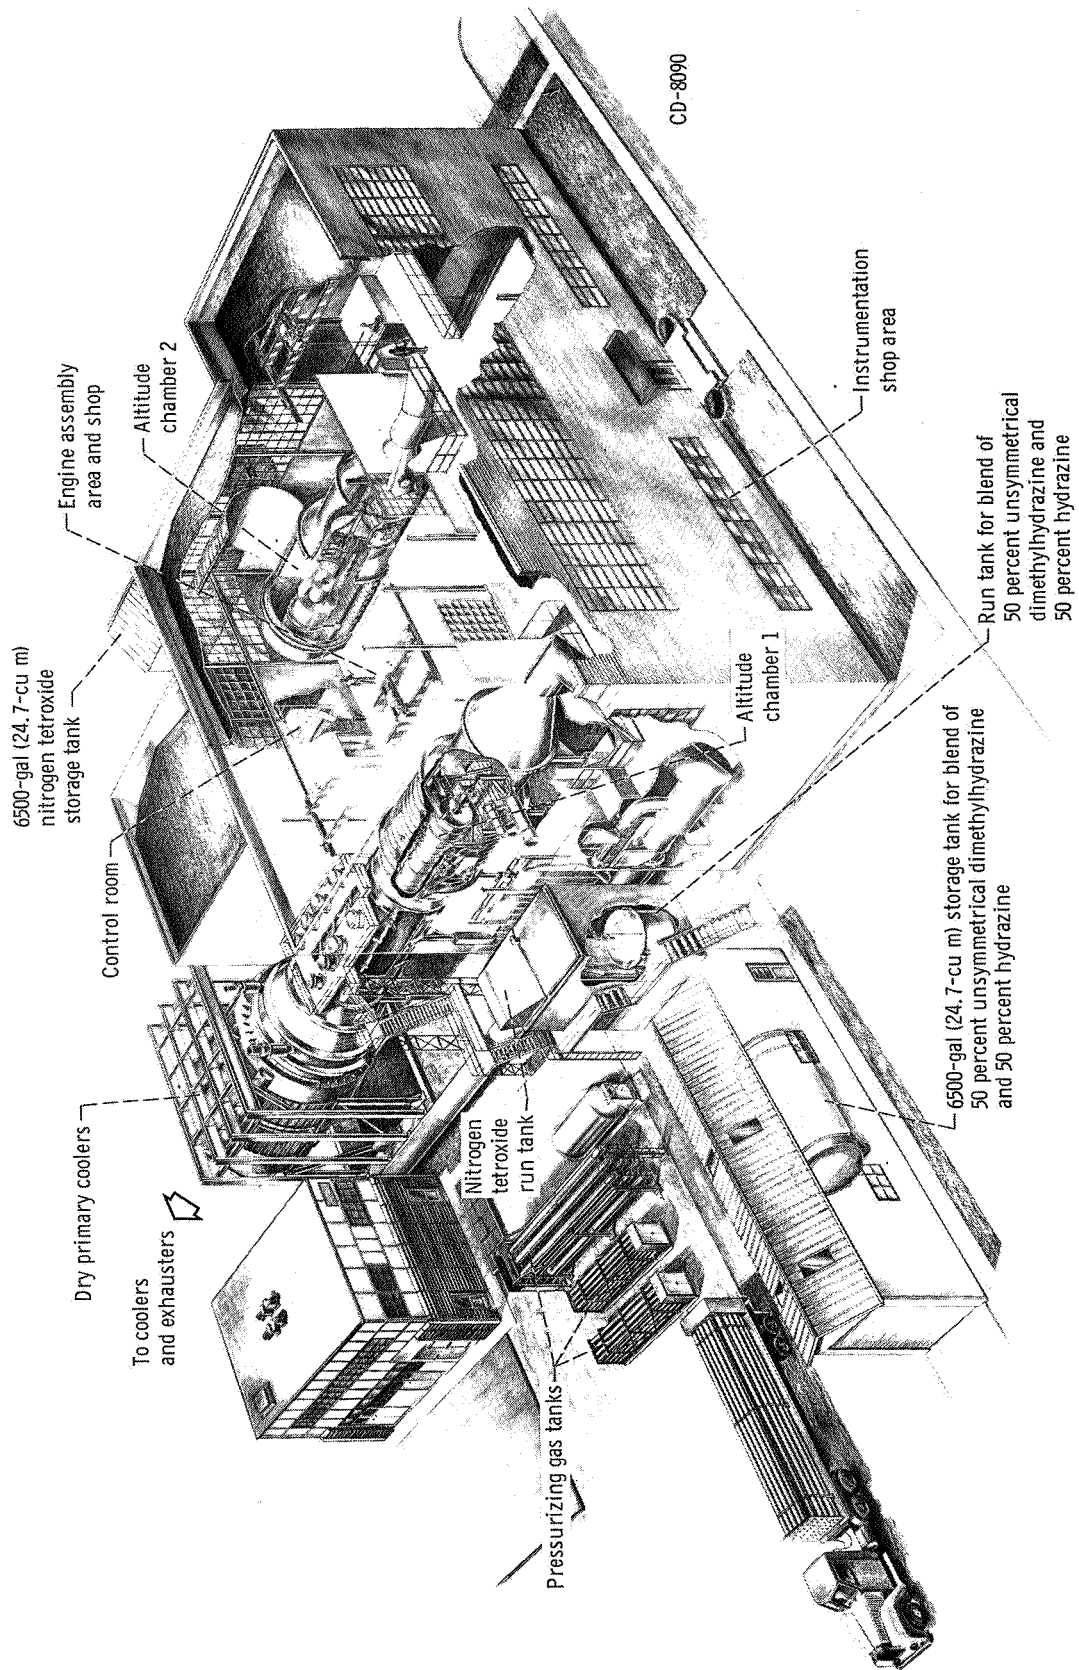 6500-gal (24.7-cu m)
nitrogen tetroxide
storage tank
Engine assembly
area and shop
Altitude
chamber 2
CD-8090
Control room
Dry primary coolers
To coolers
and exhausters
Nitrogen
tetroxide
run tank
Pressurizing gas tanks
Altitude
chamber 1
Instrumentation
shop area
Run tank for blend of
50 percent unsymmetrical
dimethylhydrazine and
50 percent hydrazine
6500-gal (24.7-cu m) storage tank for blend of
50 percent unsymmetrical dimethylhydrazine
and 50 percent hydrazine